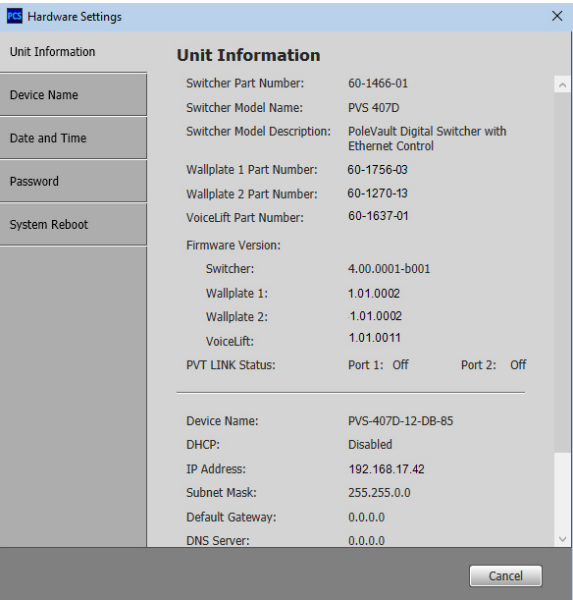 PCS Hardware Settings
Unit Information
Device Name
Date and Time
Password
System Reboot
Unit Information
Switcher Part Number: 60-1466-01
Switcher Model Name: PVS 407D
Switcher Model Description: PoleVault Digital Switcher with
Ethernet Control
Wallplate 1 Part Number: 60-1756-03
Wallplate 2 Part Number: 60-1270-13
VoiceLift Part Number: 60-1637-01
Firmware Version:
Switcher: 4.00.0001-b001
Wallplate 1: 1.01.0002
Wallplate 2: 1.01.0002
VoiceLift: 1.01.0011
PVT LINK Status: Port 1: Off Port 2: Off
Device Name: PVS-407D-12-DB-85
DHCP: Disabled
IP Address: 192.168.17.42
Subnet Mask: 255.255.0.0
Default Gateway: 0.0.0.0
DNS Server: 0.0.0.0
Cancel